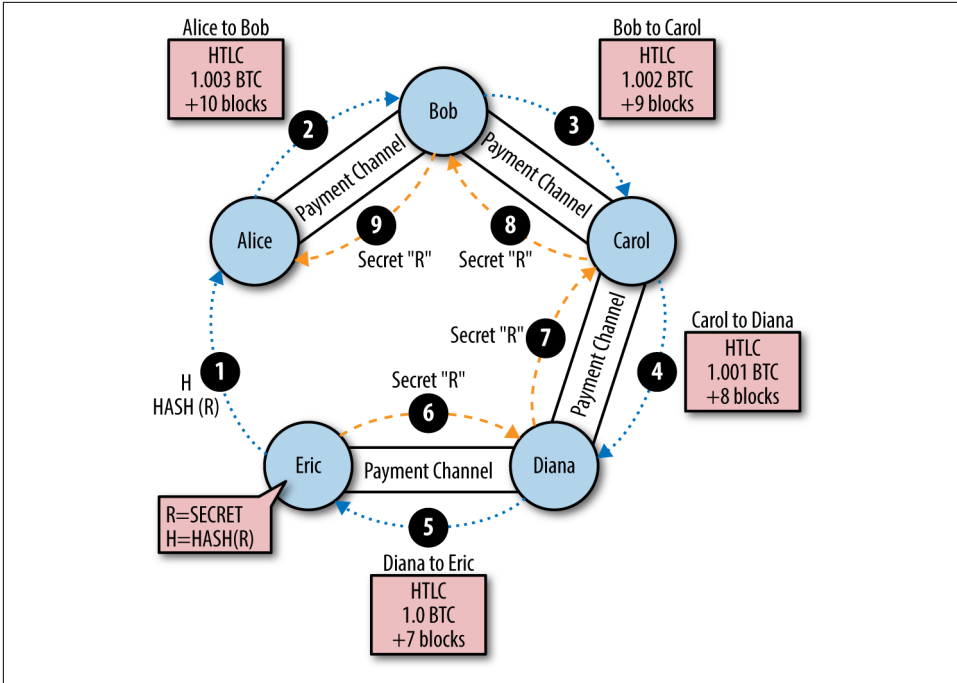 Alice to Bob
HTLC
1.003 BTC
+10 blocks
Bob to Carol
HTLC
1.002 BTC
+9 blocks
Bob
2
3
Payment Channel
Payment Channel
9
8
Alice
Carol
Secret "R"
Secret "R"
Secret "R"
7
Payment Channel
Carol to Diana
HTLC
1.001 BTC
+8 blocks
4
1
H
HASH (R)
Secret "R"
6
Eric
Payment Channel
Diana
R=SECRET
H=HASH(R)
5
Diana to Eric
HTLC
1.0 BTC
+7 blocks